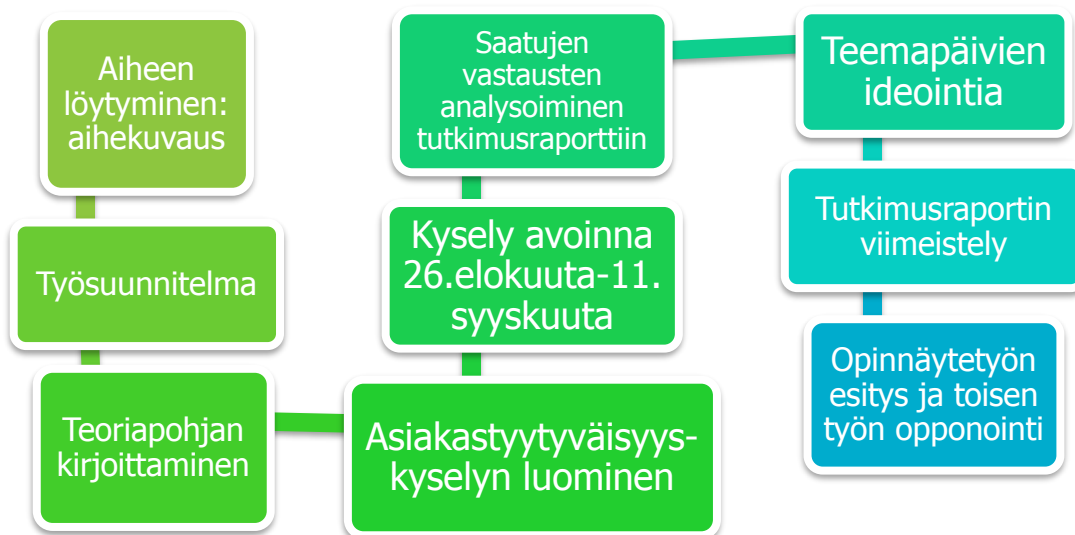 Aiheen
löytyminen:
aihekuvaus
Työsuunnitelma
Teoriapohjan
kirjoittaminen
Asiakastyytyväisyys-
kyselyn luominen
Kysely avoinna
26.elokuuta-11.
syyskuuta
Saatujen
vastausten
analysoiminen
tutkimusraporttiin
Teemapäivien
ideointia
Tutkimusraportin
viimeistely
Opinnäytetyön
esitys ja toisen
työn opponointi